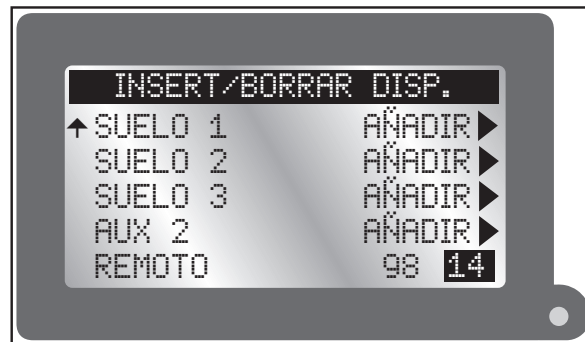 INSERT/BORRAR DISP.
↑ SUELO 1 AÑADIR ▶
SUELO 2 AÑADIR ▶
SUELO 3 AÑADIR ▶
AUX 2 AÑADIR ▶
REMOTO 98 14